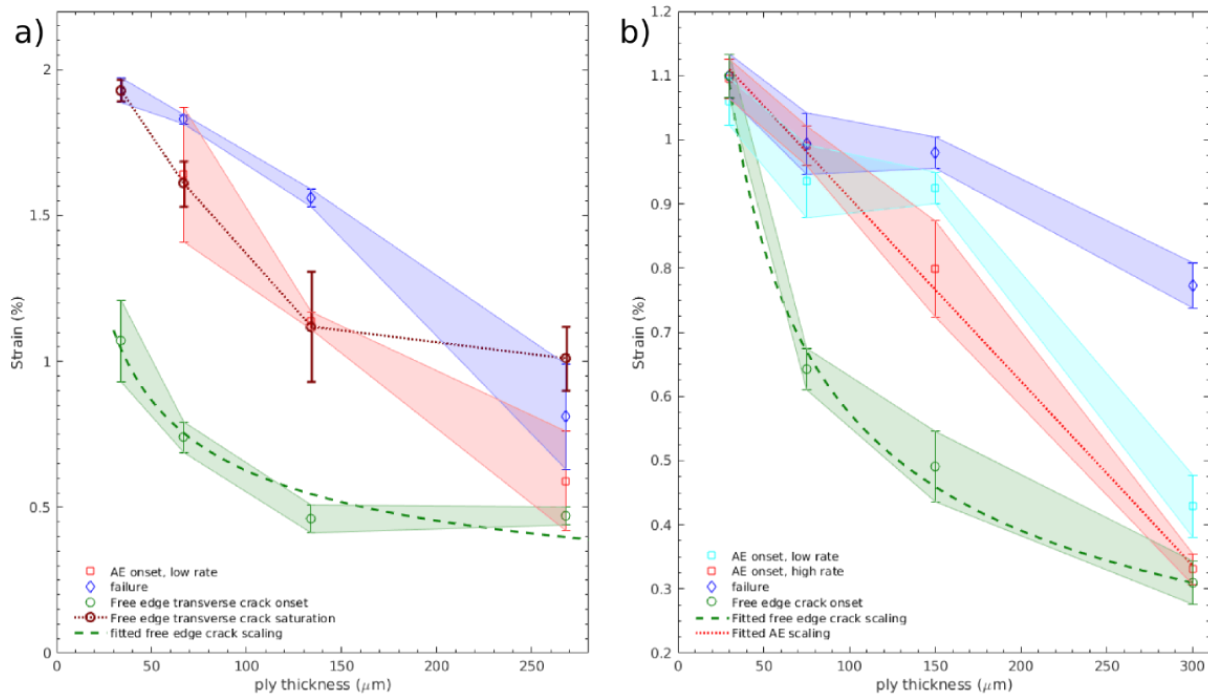 a)
Strain (%)
2
1.5
1
0.5
0
AE onset, low rate
failure
Free edge transverse crack onset
Free edge transverse crack saturation
fitted free edge crack scaling
0 50 100 150 200 250
ply thickness (μm)
b)
Strain (%)
1.2
1.1
1
0.9
0.8
0.7
0.6
0.5
0.4
0.3
0.2
AE onset, low rate
AE onset, high rate
failure
Free edge crack onset
Fitted free edge crack scaling
Fitted AE scaling
0 50 100 150 200 250 300
ply thickness (μm)